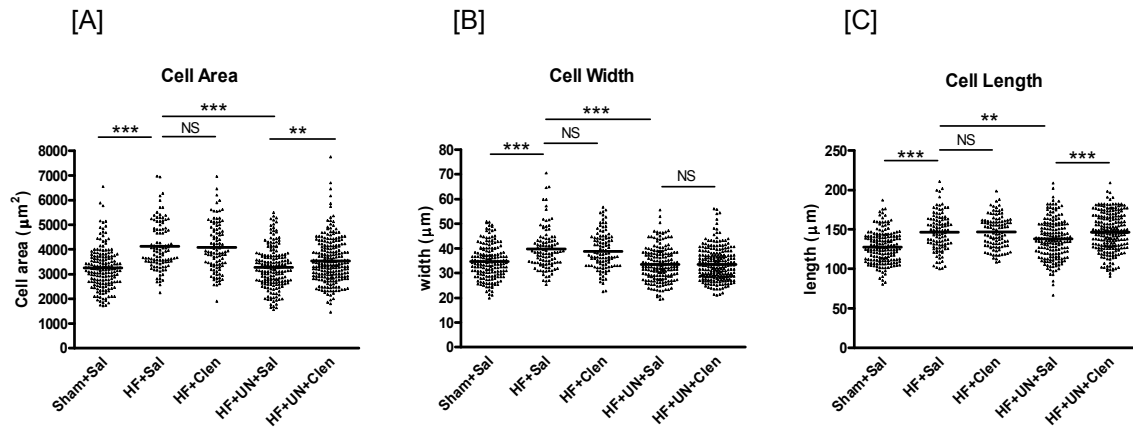 [A]
Cell Area
***
*** NS **
Cell area (μm²)
8000
7000
6000
5000
4000
3000
2000
1000
0
Sham+Sal
HF+Sal
HF+Clen
HF+UN+Sal
HF+UN+Clen
[B]
Cell Width
***
*** NS
NS
width (μm)
80
70
60
50
40
30
20
10
0
Sham+Sal
HF+Sal
HF+Clen
HF+UN+Sal
HF+UN+Clen
[C]
Cell Length
**
*** NS ***
length (μm)
250
200
150
100
50
0
Sham+Sal
HF+Sal
HF+Clen
HF+UN+Sal
HF+UN+Clen